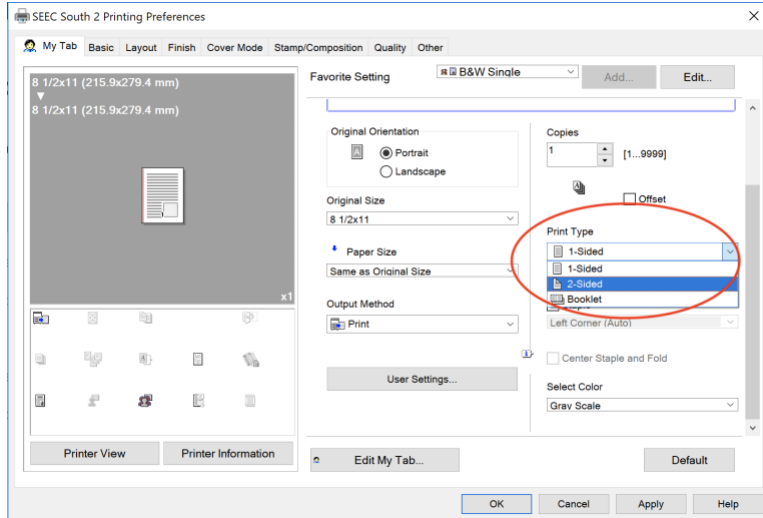 SEEC South 2 Printing Preferences
My Tab Basic Layout Finish Cover Mode Stamp/Composition Quality Other
8 1/2x11 (215.9x279.4 mm)
8 1/2x11 (215.9x279.4 mm)
x1
Printer View Printer Information
Favorite Setting B&W Single Add... Edit...
Original Orientation
Portrait
Landscape
Original Size
8 1/2x11
Paper Size
Same as Original Size
Output Method
Print
User Settings...
Copies
1 [1...9999]
Offset
Print Type
1-Sided
1-Sided
2-Sided
Booklet
Left Corner (Auto)
Center Staple and Fold
Select Color
Gray Scale
Edit My Tab... Default
OK Cancel Apply Help